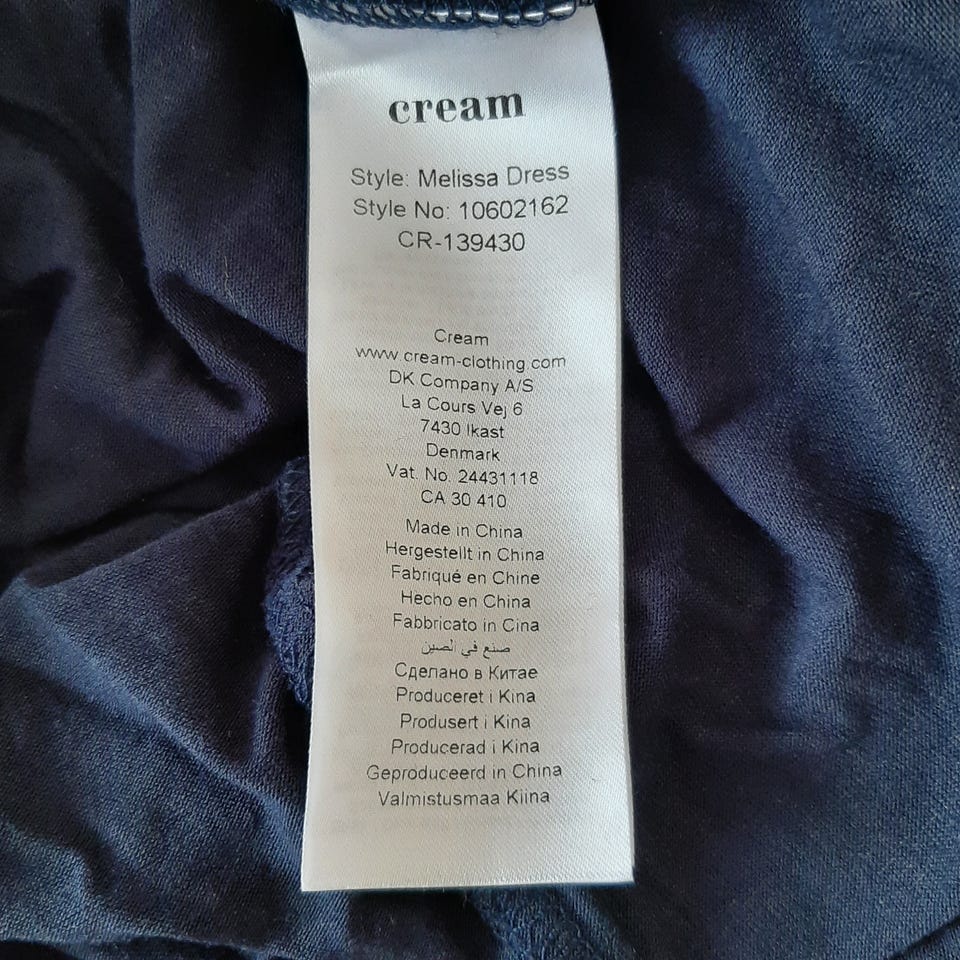 cream
Style: Melissa Dress
Style No: 10602162
CR-139430
Cream
www.cream-clothing.com
DK Company A/S
La Cours Vej 6
7430 Ikast
Denmark
Vat. No. 24431118
CA 30 410
Made in China
Hergestellt in China
Fabriqué en Chine
Hecho en China
Fabbricato in Cina
صنع في الصين
Сделано в Китае
Produceret i Kina
Produsert i Kina
Producerad i Kina
Geproduceerd in China
Valmistusmaa Kiina